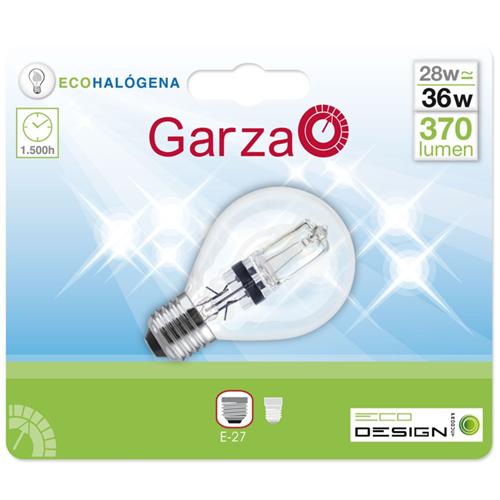 ECOHALÓGENA
1.500h
Garza
28w≃
36w
370
lumen
E-27
ECO
DESIGN